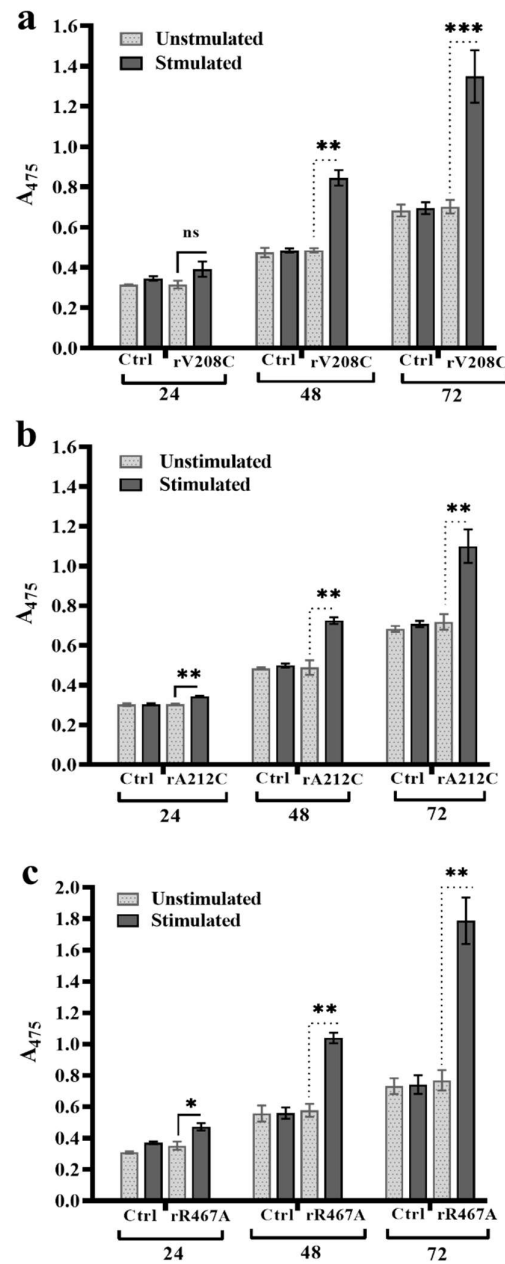 a
Unstmulated
Stmulated
***
**
ns
A475
1.6
1.4
1.2
1.0
0.8
0.6
0.4
0.2
0.0
Ctrl rV208C Ctrl rV208C Ctrl rV208C
24 48 72
b
Unstimulated
Stimulated
**
**
**
A475
1.6
1.4
1.2
1.0
0.8
0.6
0.4
0.2
0.0
Ctrl rA212C Ctrl rA212C Ctrl rA212C
24 48 72
c
Unstimulated
Stimulated
**
**
*
A475
2.0
1.8
1.6
1.4
1.2
1.0
0.8
0.6
0.4
0.2
0.0
Ctrl rR467A Ctrl rR467A Ctrl rR467A
24 48 72